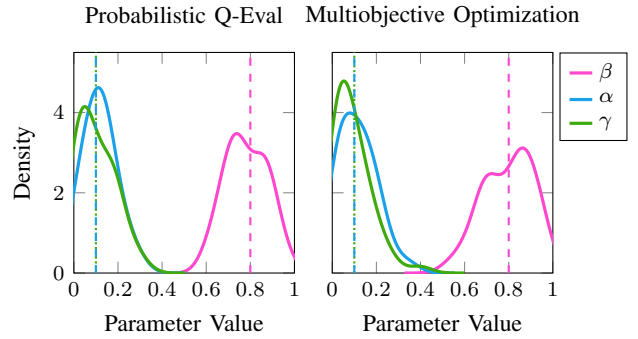 Probabilistic Q-Eval
Multiobjective Optimization
Density
4
2
0
0
0.2
0.4
0.6
0.8
1
Parameter Value
0
0.2
0.4
0.6
0.8
1
Parameter Value
β
α
γ